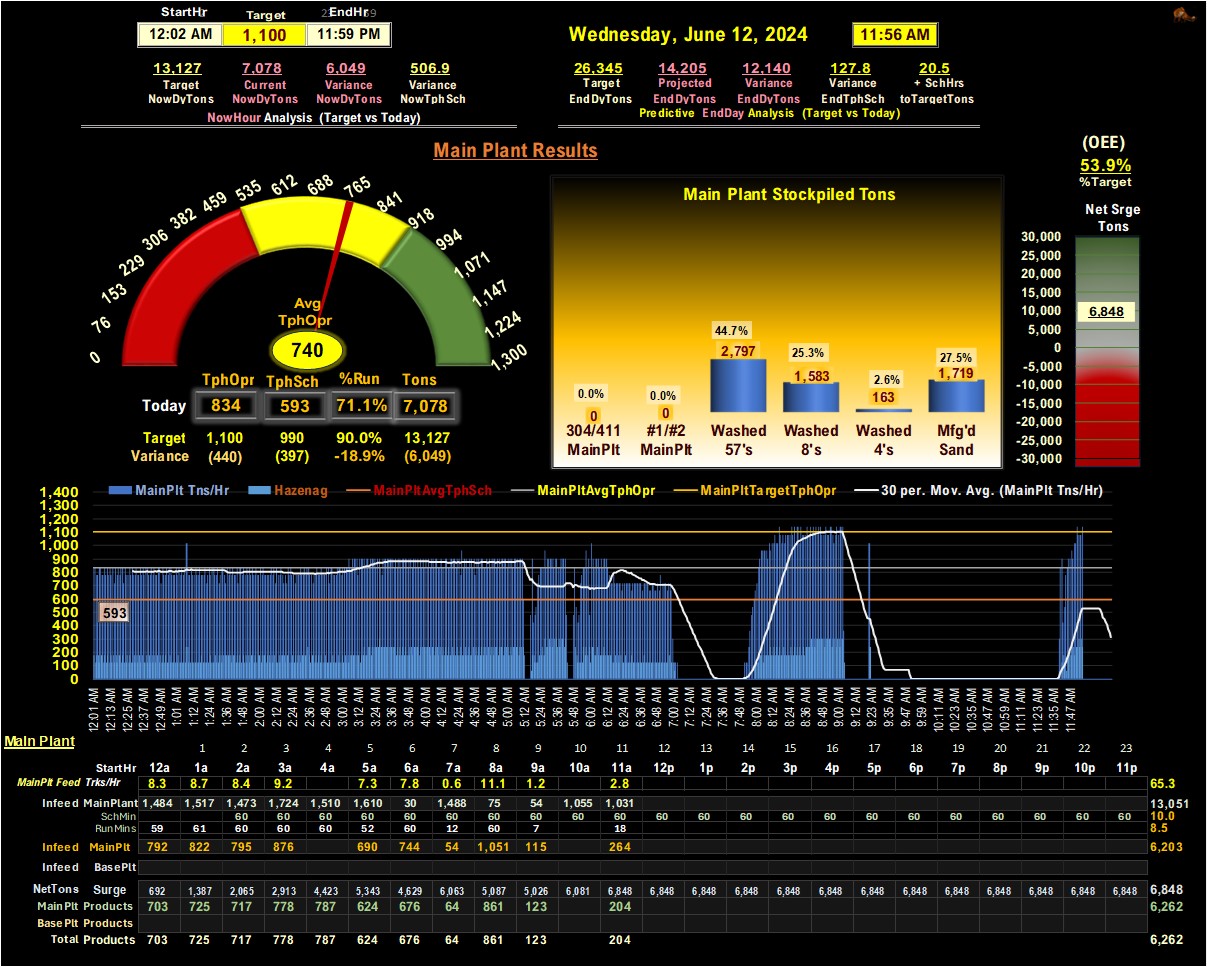 StartHr Target EndHr
12:02 AM 1,100 11:59 PM
Wednesday, June 12, 2024 11:56 AM
13,127 7,078 6,049 506.9
Target Current Variance Variance
NowDyTons NowDyTons NowDyTons NowTphSch
NowHour Analysis (Target vs Today)
26,345 14,205 12,140 127.8 20.5
Target Projected Variance Variance + SchHrs
EndDyTons EndDyTons EndDyTons EndTphSch toTargetTons
Predictive EndDay Analysis (Target vs Today)
Main Plant Results
(OEE)
53.9%
%Target
0 76 153 229 306 382 459 535 612 688 765 841 918 994 1,071 1,147 1,224 1,300
Avg
TphOpr
740
TphOpr TphSch %Run Tons
Today 834 593 71.1% 7,078
Target 1,100 990 90.0% 13,127
Variance (440) (397) -18.9% (6,049)
Main Plant Stockpiled Tons
0.0% 0.0% 44.7% 25.3% 2.6% 27.5%
0 0 2,797 1,583 163 1,719
304/411 #1/#2 Washed Washed Washed Mfg'd
MainPlt MainPlt 57's 8's 4's Sand
Net Srge
Tons
30,000
25,000
20,000
15,000
10,000
5,000
0
-5,000
-10,000
-15,000
-20,000
-25,000
-30,000
6,848
MainPlt Tns/Hr Hazenag MainPltAvgTphSch MainPltAvgTphOpr MainPltTargetTphOpr 30 per. Mov. Avg. (MainPlt Tns/Hr)
1,400
1,300
1,200
1,100
1,000
900
800
700
600
500
400
300
200
100
0
593
12:01 AM 12:13 AM 12:25 AM 12:37 AM 12:49 AM 1:01 AM 1:12 AM 1:24 AM 1:36 AM 1:48 AM 2:00 AM 2:12 AM 2:24 AM 2:36 AM 2:48 AM 3:00 AM 3:12 AM 3:24 AM 3:36 AM 3:48 AM 4:00 AM 4:12 AM 4:24 AM 4:36 AM 4:48 AM 5:00 AM 5:12 AM 5:24 AM 5:36 AM 5:48 AM 6:00 AM 6:12 AM 6:24 AM 6:36 AM 6:48 AM 7:00 AM 7:12 AM 7:24 AM 7:36 AM 7:48 AM 8:24 AM 8:36 AM 8:48 AM 9:00 AM 9:12 AM 9:23 AM 9:35 AM 9:47 AM 9:59 AM 10:11 AM 10:23 AM 10:35 AM 10:47 AM 10:59 AM 11:11 AM 11:23 AM 11:35 AM 11:47 AM
Main Plant
1 2 3 4 5 6 7 8 9 10 11 12 13 14 15 16 17 18 19 20 21 22 23
StartHr 12a 1a 2a 3a 4a 5a 6a 7a 8a 9a 10a 11a 12p 1p 2p 3p 4p 5p 6p 7p 8p 9p 10p 11p
MainPlt Feed Trks/Hr 8.3 8.7 8.4 9.2 7.3 7.8 0.6 11.1 1.2 2.8 65.3
Infeed MainPlant 1,484 1,517 1,473 1,724 1,510 1,610 30 1,488 75 54 1,055 1,031 13,051
SchMin 60 60 60 60 60 60 60 60 60 60 60 60 60 60 60 60 60 60 60 60 60 60 10.0
RunMins 59 61 60 60 60 52 60 12 60 7 18 8.5
Infeed MainPlt 792 822 795 876 690 744 54 1,051 115 264 6,203
Infeed BasePlt
NetTons Surge 692 1,387 2,065 2,913 4,423 5,343 4,629 6,063 5,087 5,026 6,081 6,848 6,848 6,848 6,848 6,848 6,848 6,848 6,848 6,848 6,848 6,848 6,848 6,848 6,848
MainPlt Products 703 725 717 778 787 624 676 64 861 123 204 6,262
BasePlt Products
Total Products 703 725 717 778 787 624 676 64 861 123 204 6,262